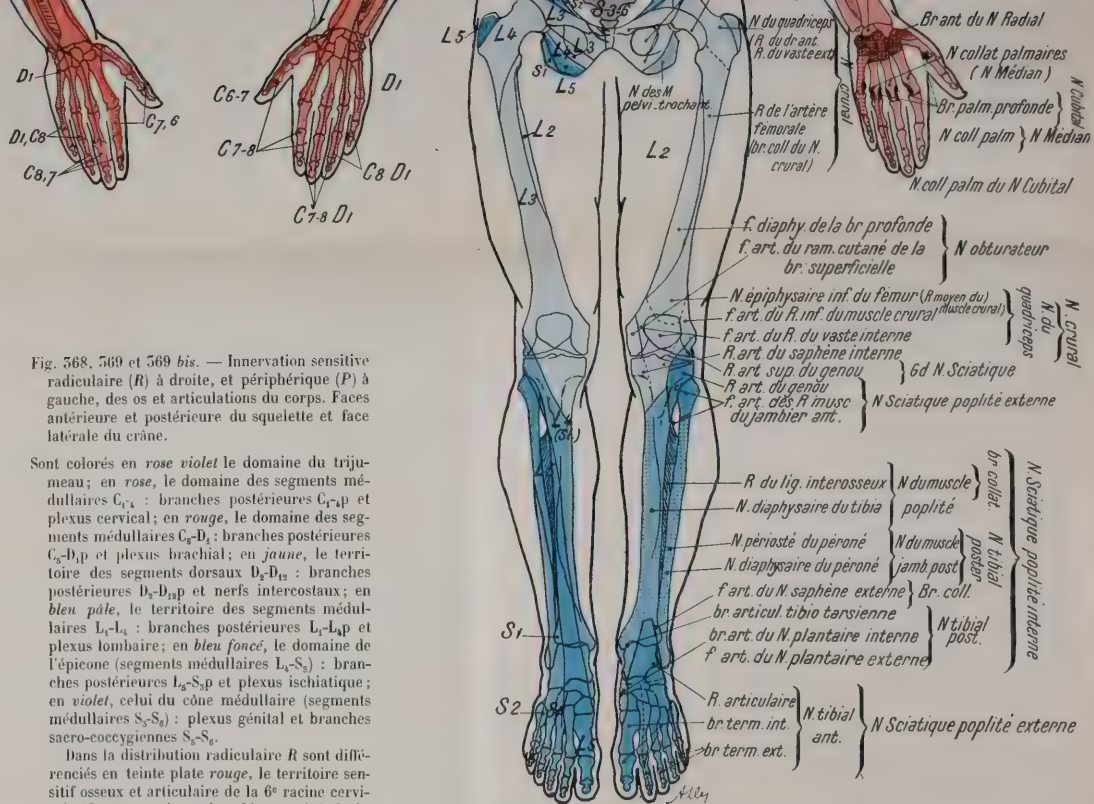 D1
D1,C8
C8,7
C7,6
C6-7
C7-8
C7-8 D1
C8 D1
D1
L5
L4
L3
S-3-6
L3
S1
L5
L2
L3
L2
N des M
pelvi.trochant.
N du quadriceps
(R du dr ant.
R. du vaste ext)
R de l'artère
fémorale
(br.coll du N.
crural)
N crural
Br ant du N Radial
N collat palmaires
(N Médian)
Br. palm. profonde
N Cubital
N coll palm } N Médian
N. coll palm du N Cubital
f. diaphy. de la br profonde
f. art. du ram. cutané de la
br. superficielle
N obturateur
N. épiphysaire inf. du fémur (R moyen du
muscle crural)
f. art. du R. inf. du muscle crural
f. art. du R. du vaste interne
R. art. du saphène interne
N. du
quadriceps
N. crural
R art. sup. du genou } Gd N. Sciatique
R art. du genou
f. art. des R musc
du jambier ant.
N Sciatique poplité externe
R du lig. interosseux
N. diaphysaire du tibia
N du muscle
poplité
br collat.
N. périosté du péroné
N. diaphysaire du péroné
N du muscle
jamb. post
N tibial
poster
f art. du N. saphène externe } Br. coll.
br articul. tibio tarsienne
br. art. du N. plantaire interne
f art. du N. plantaire externe
N tibial
post.
N. Sciatique poplité interne
R. articulaire
br term. int.
br term. ext.
N. tibial
ant.
N Sciatique poplité externe
S1
S2
Fig. 368, 369 et 369 bis. — Innervation sensitive
radiculaire (R) à droite, et périphérique (P) à
gauche, des os et articulations du corps. Faces
antérieure et postérieure du squelette et face
latérale du crâne.
Sont colorés en rose violet le domaine du triju-
meau; en rose, le domaine des segments mé-
dullaires C₁-₄ : branches postérieures C₁-₄p et
plexus cervical; en rouge, le domaine des seg-
ments médullaires C₅-D₁ : branches postérieures
C₅-D₁p et plexus brachial; en jaune, le terri-
toire des segments dorsaux D₂-D₁₂ : branches
postérieures D₂-D₁₂p et nerfs intercostaux; en
bleu pâle, le territoire des segments médul-
laires L₁-L₄ : branches postérieures L₁-L₄p et
plexus lombaire; en bleu foncé, le domaine de
l'épicone (segments médullaires L₅-S₂) : bran-
ches postérieures L₅-S₂p et plexus ischiatique;
en violet, celui du cône médullaire (segments
médullaires S₃-S₆) : plexus génital et branches
sacro-coccygiennes S₅-S₆.
Dans la distribution radiculaire R sont diffé-
renciés en teinte plate rouge, le territoire sen-
sitif osseux et articulaire de la 6e racine cervi-